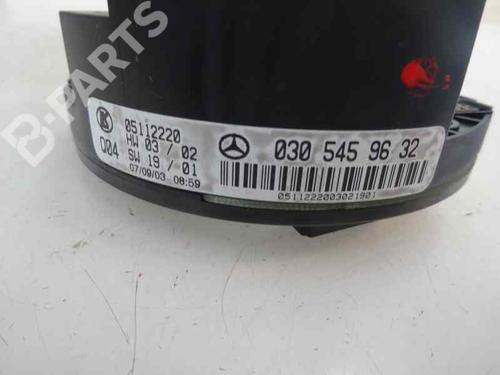 B-PARTS
K 05112220
HW 03 / 02
Q04 SW 19 / 01
07/09/03 08:59
030 545 96 32
0511222003021901